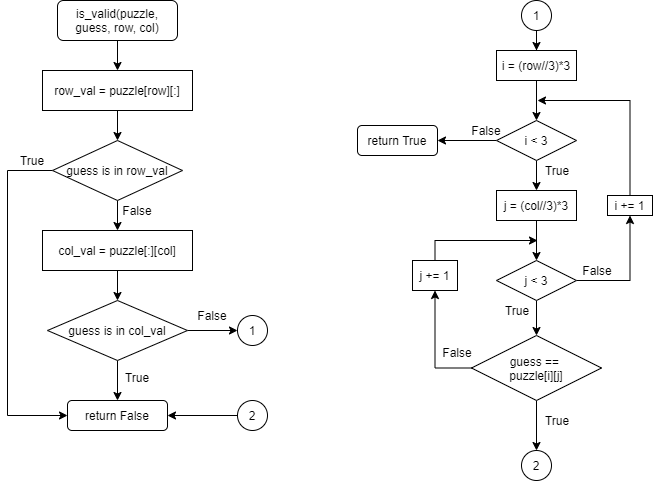 is_valid(puzzle,
guess, row, col)
row_val = puzzle[row][:]
True
guess is in row_val
False
col_val = puzzle[:][col]
guess is in col_val
False
1
True
return False
2
1
i = (row//3)*3
return True
False
i < 3
True
j = (col//3)*3
i += 1
j += 1
j < 3
False
True
False
guess ==
puzzle[i][j]
True
2